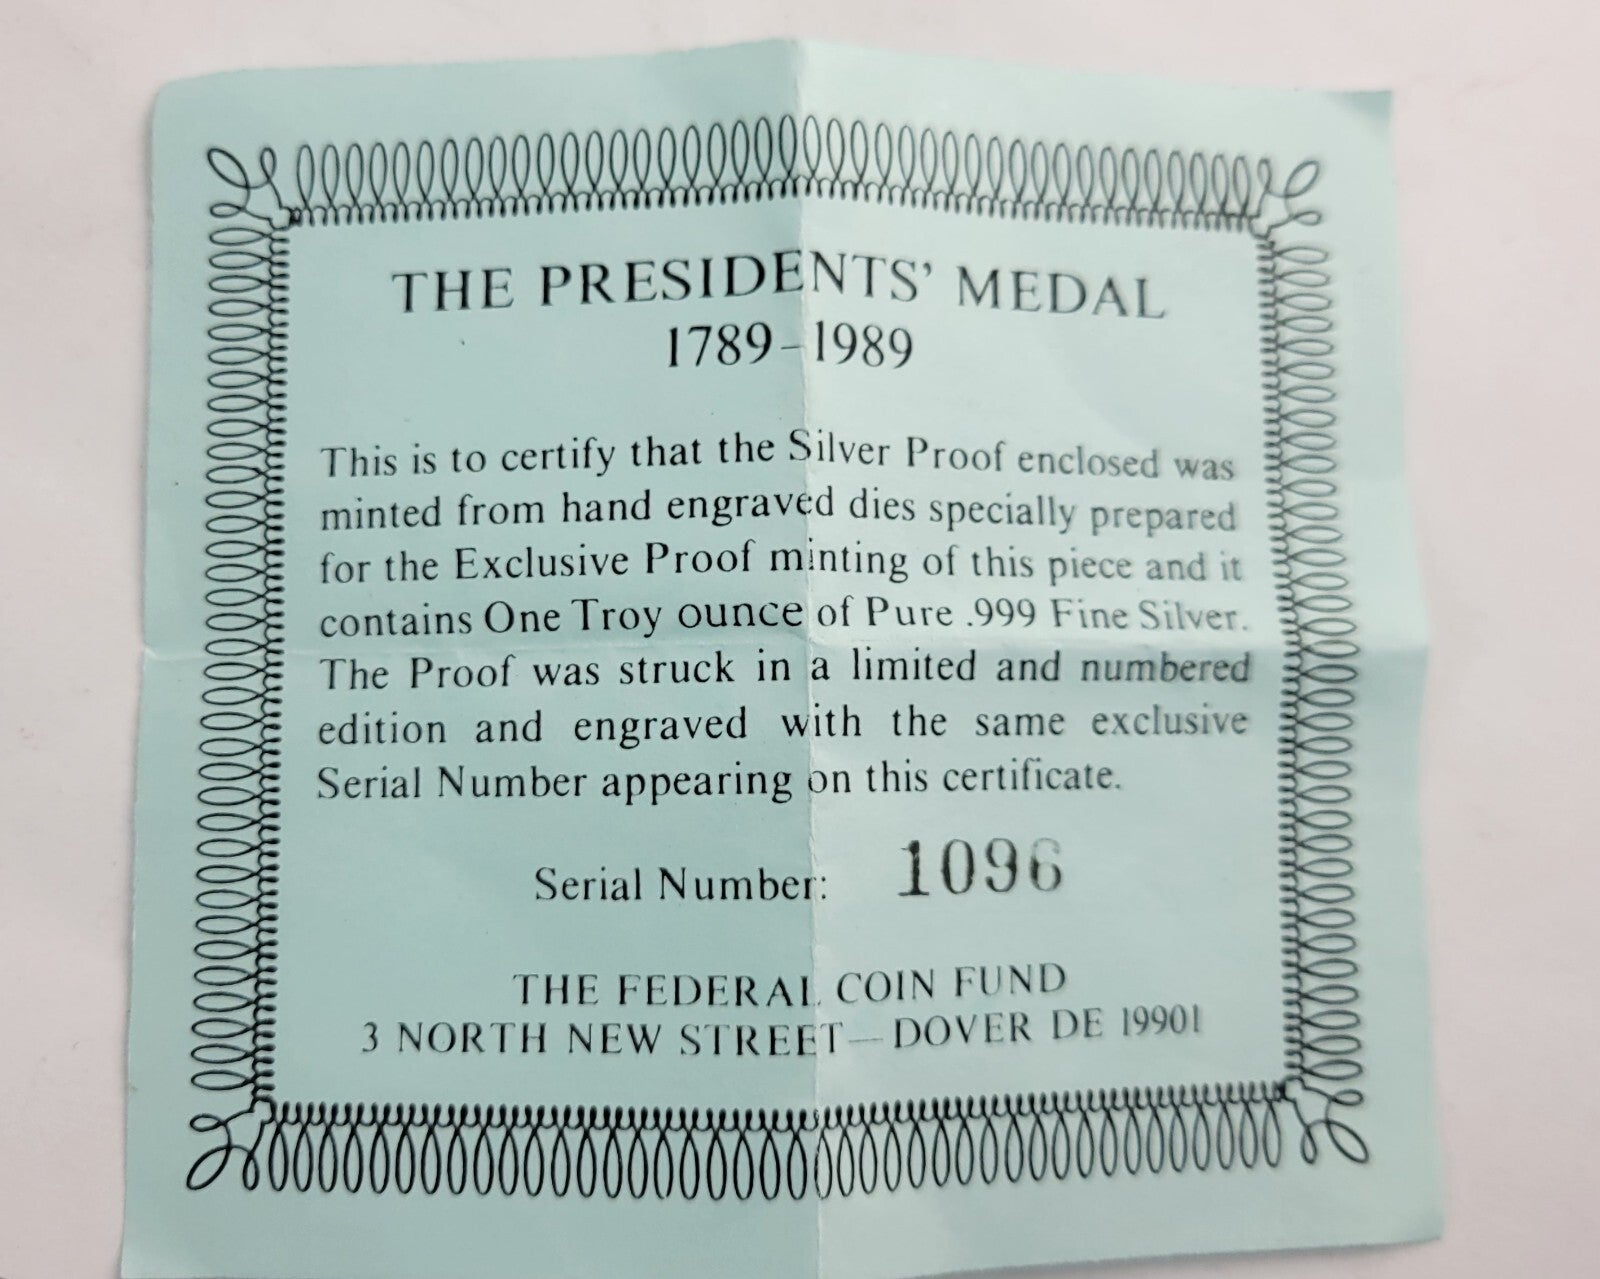 THE PRESIDENTS' MEDAL
1789-1989
This is to certify that the Silver Proof enclosed was
minted from hand engraved dies specially prepared
for the Exclusive Proof minting of this piece and it
contains One Troy ounce of Pure .999 Fine Silver.
The Proof was struck in a limited and numbered
edition and engraved with the same exclusive
Serial Number appearing on this certificate.
Serial Number: 1096
THE FEDERAL COIN FUND
3 NORTH NEW STREET—DOVER DE 19901